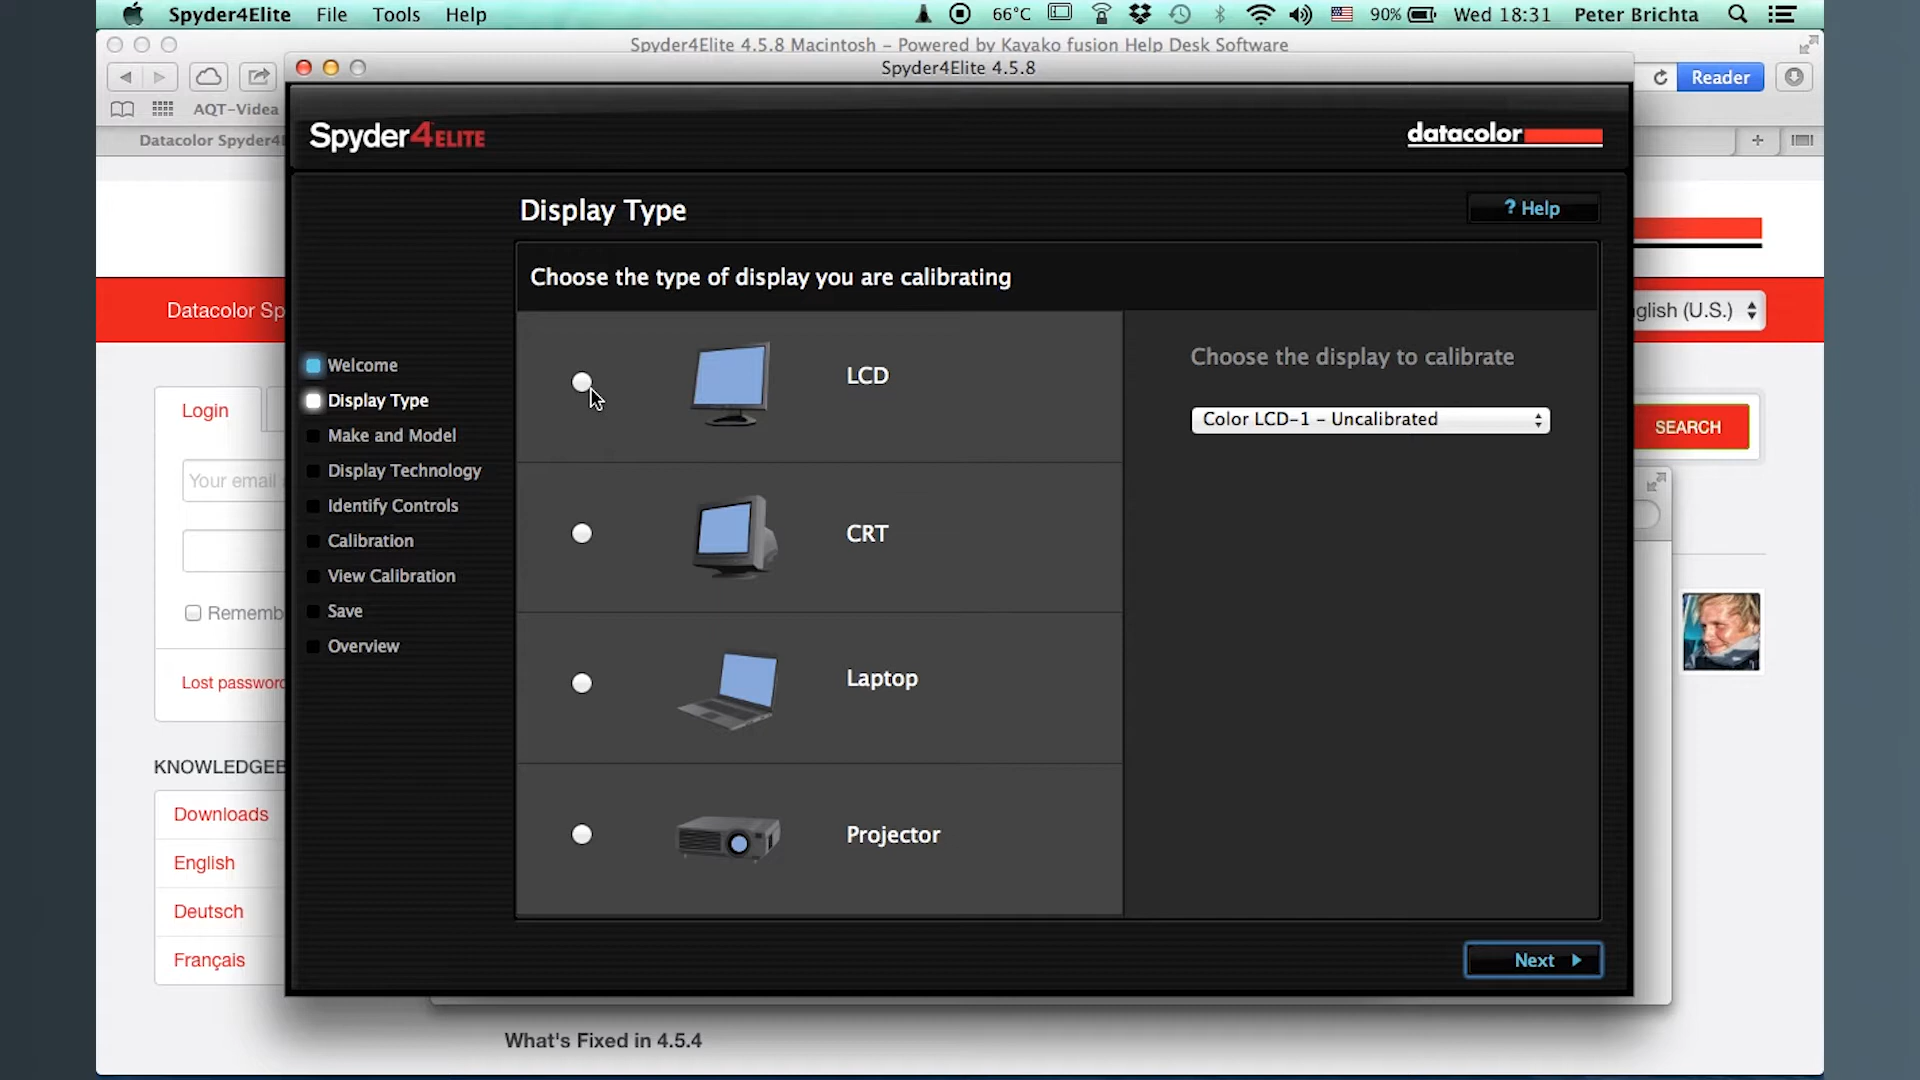 Spyder4Elite File Tools Help 66°C 90% Wed 18:31 Peter Brichta
Spyder4Elite 4.5.8 Macintosh – Powered by Kayako fusion Help Desk Software
Spyder4Elite 4.5.8
Reader
AQT-Videa
Datacolor Spyder4
Spyder4ELITE
datacolor
Display Type
? Help
Choose the type of display you are calibrating
Datacolor Sp
glish (U.S.)
Welcome
Display Type
Make and Model
Display Technology
Identify Controls
Calibration
View Calibration
Save
Overview
LCD
CRT
Laptop
Projector
Choose the display to calibrate
Color LCD-1 – Uncalibrated
Next
Login
Your email
Rememb
Lost password
SEARCH
KNOWLEDGEB
Downloads
English
Deutsch
Français
What's Fixed in 4.5.4